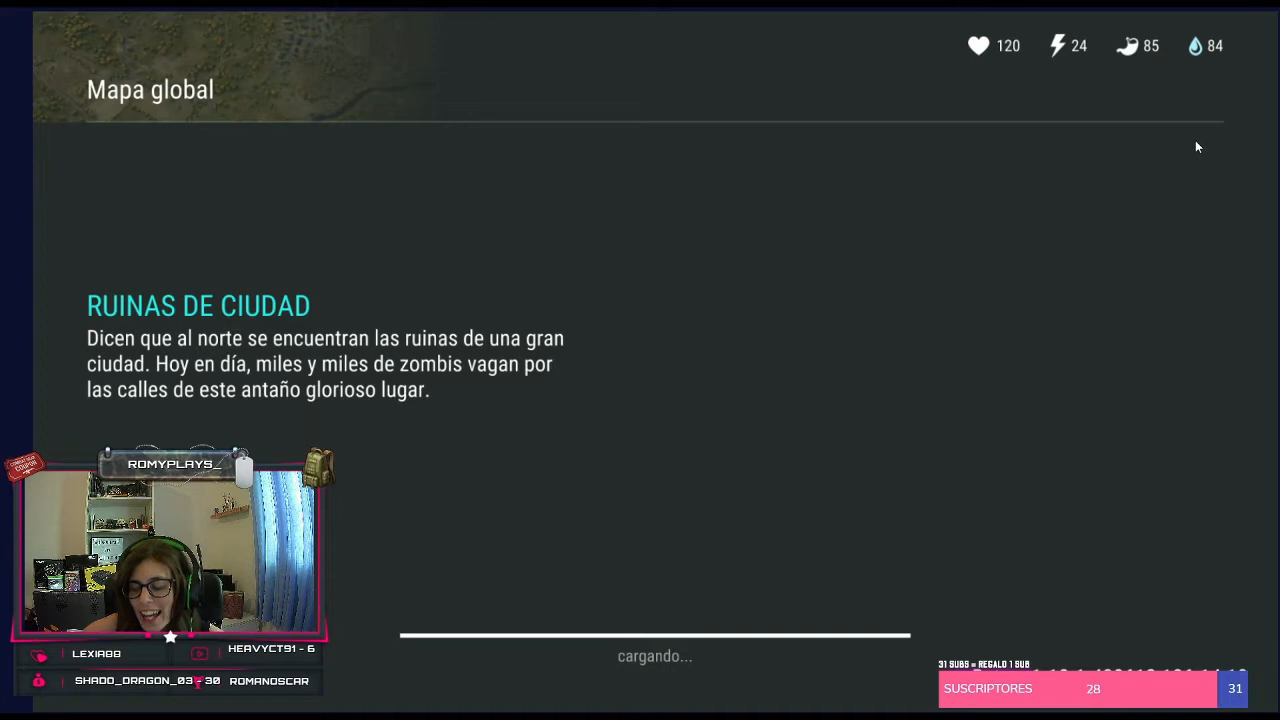 120 24 85 84
Mapa global
RUINAS DE CIUDAD
Dicen que al norte se encuentran las ruinas de una gran
ciudad. Hoy en día, miles y miles de zombis vagan por
las calles de este antaño glorioso lugar.
ROMYPLAYS_
cargando...
LEXIA88
HEAVYCT91 - 6
SHADO_DRAGON_03 - 30
ROMANOSCAR
31 SUBS = REGALO 1 SUB
SUSCRIPTORES 28 31